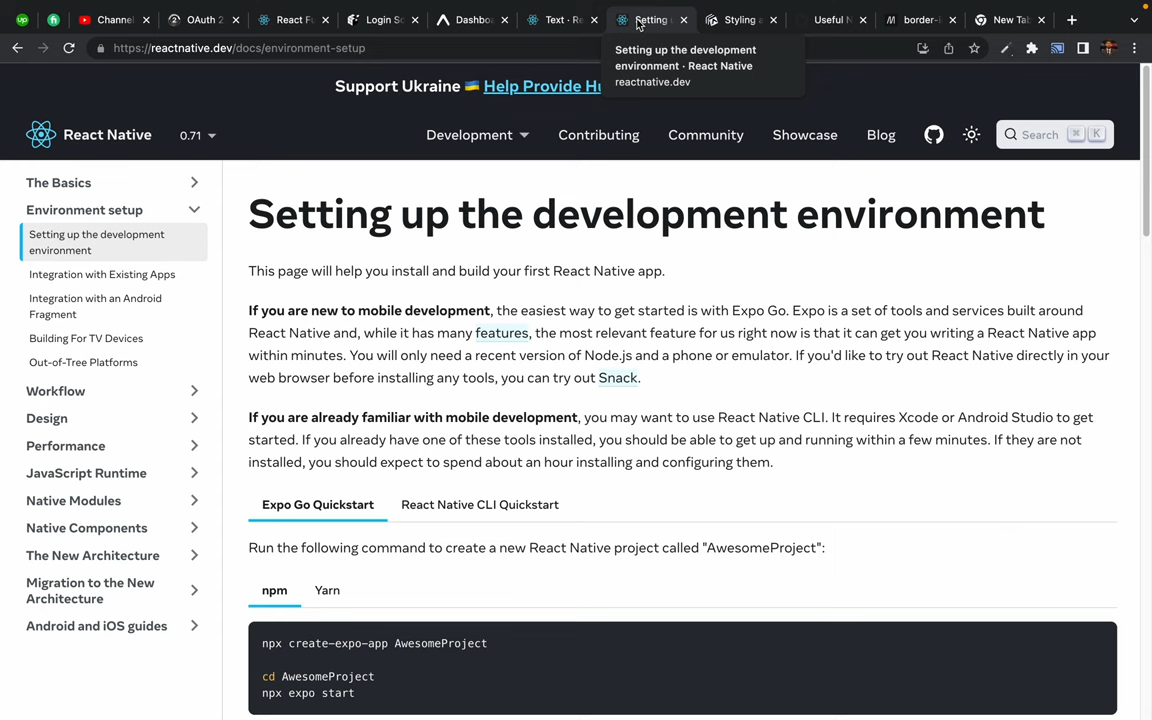 Channel
OAuth 2
React Fu
Login Sc
Dashboa
Text · Re
Setting
Styling a
Useful N
border-i
New Tab
https://reactnative.dev/docs/environment-setup
Setting up the development
environment · React Native
reactnative.dev
Support Ukraine 🇺🇦 Help Provide Hu
React Native
0.71
Development
Contributing
Community
Showcase
Blog
Search ⌘ K
The Basics
Environment setup
Setting up the development
environment
Integration with Existing Apps
Integration with an Android
Fragment
Building For TV Devices
Out-of-Tree Platforms
Workflow
Design
Performance
JavaScript Runtime
Native Modules
Native Components
The New Architecture
Migration to the New
Architecture
Android and iOS guides
Setting up the development environment
This page will help you install and build your first React Native app.
If you are new to mobile development, the easiest way to get started is with Expo Go. Expo is a set of tools and services built around
React Native and, while it has many features, the most relevant feature for us right now is that it can get you writing a React Native app
within minutes. You will only need a recent version of Node.js and a phone or emulator. If you'd like to try out React Native directly in your
web browser before installing any tools, you can try out Snack.
If you are already familiar with mobile development, you may want to use React Native CLI. It requires Xcode or Android Studio to get
started. If you already have one of these tools installed, you should be able to get up and running within a few minutes. If they are not
installed, you should expect to spend about an hour installing and configuring them.
Expo Go Quickstart
React Native CLI Quickstart
Run the following command to create a new React Native project called "AwesomeProject":
npm
Yarn
npx create-expo-app AwesomeProject
cd AwesomeProject
npx expo start